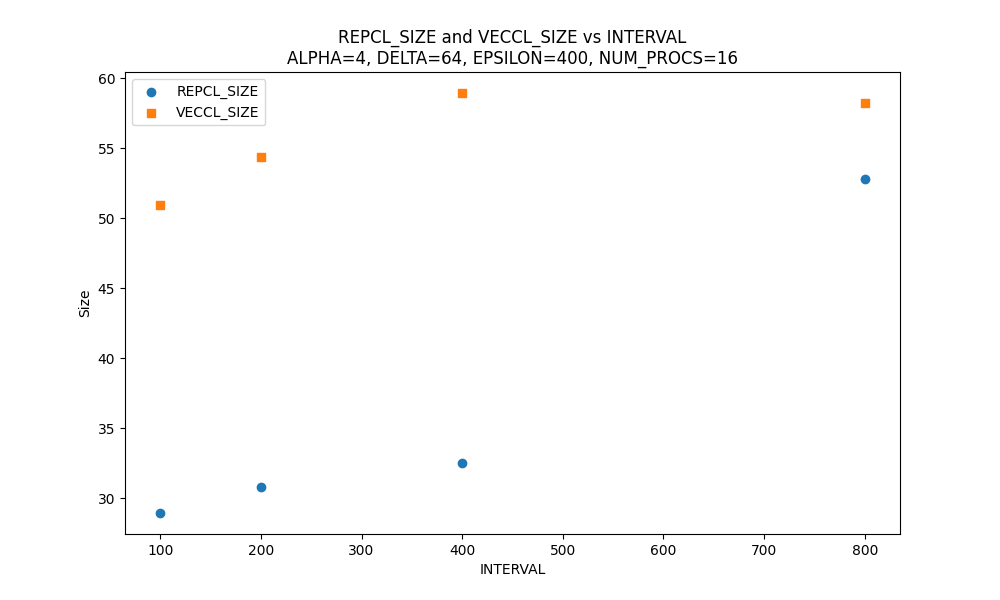 REPCL_SIZE and VECCL_SIZE vs INTERVAL
ALPHA=4, DELTA=64, EPSILON=400, NUM_PROCS=16
REPCL_SIZE
VECCL_SIZE
60
55
50
45
40
35
30
Size
100 200 300 400 500 600 700 800
INTERVAL